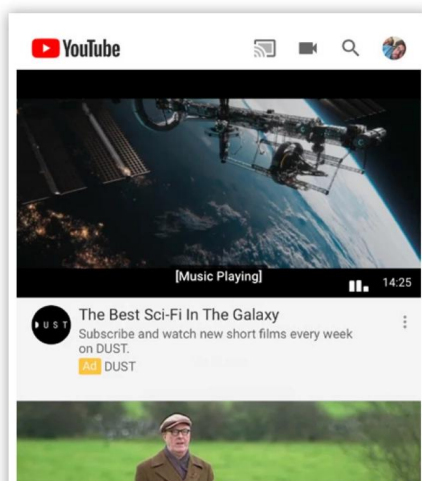 YouTube
[Music Playing]
14:25
DUST
The Best Sci-Fi In The Galaxy
Subscribe and watch new short films every week
on DUST.
Ad DUST